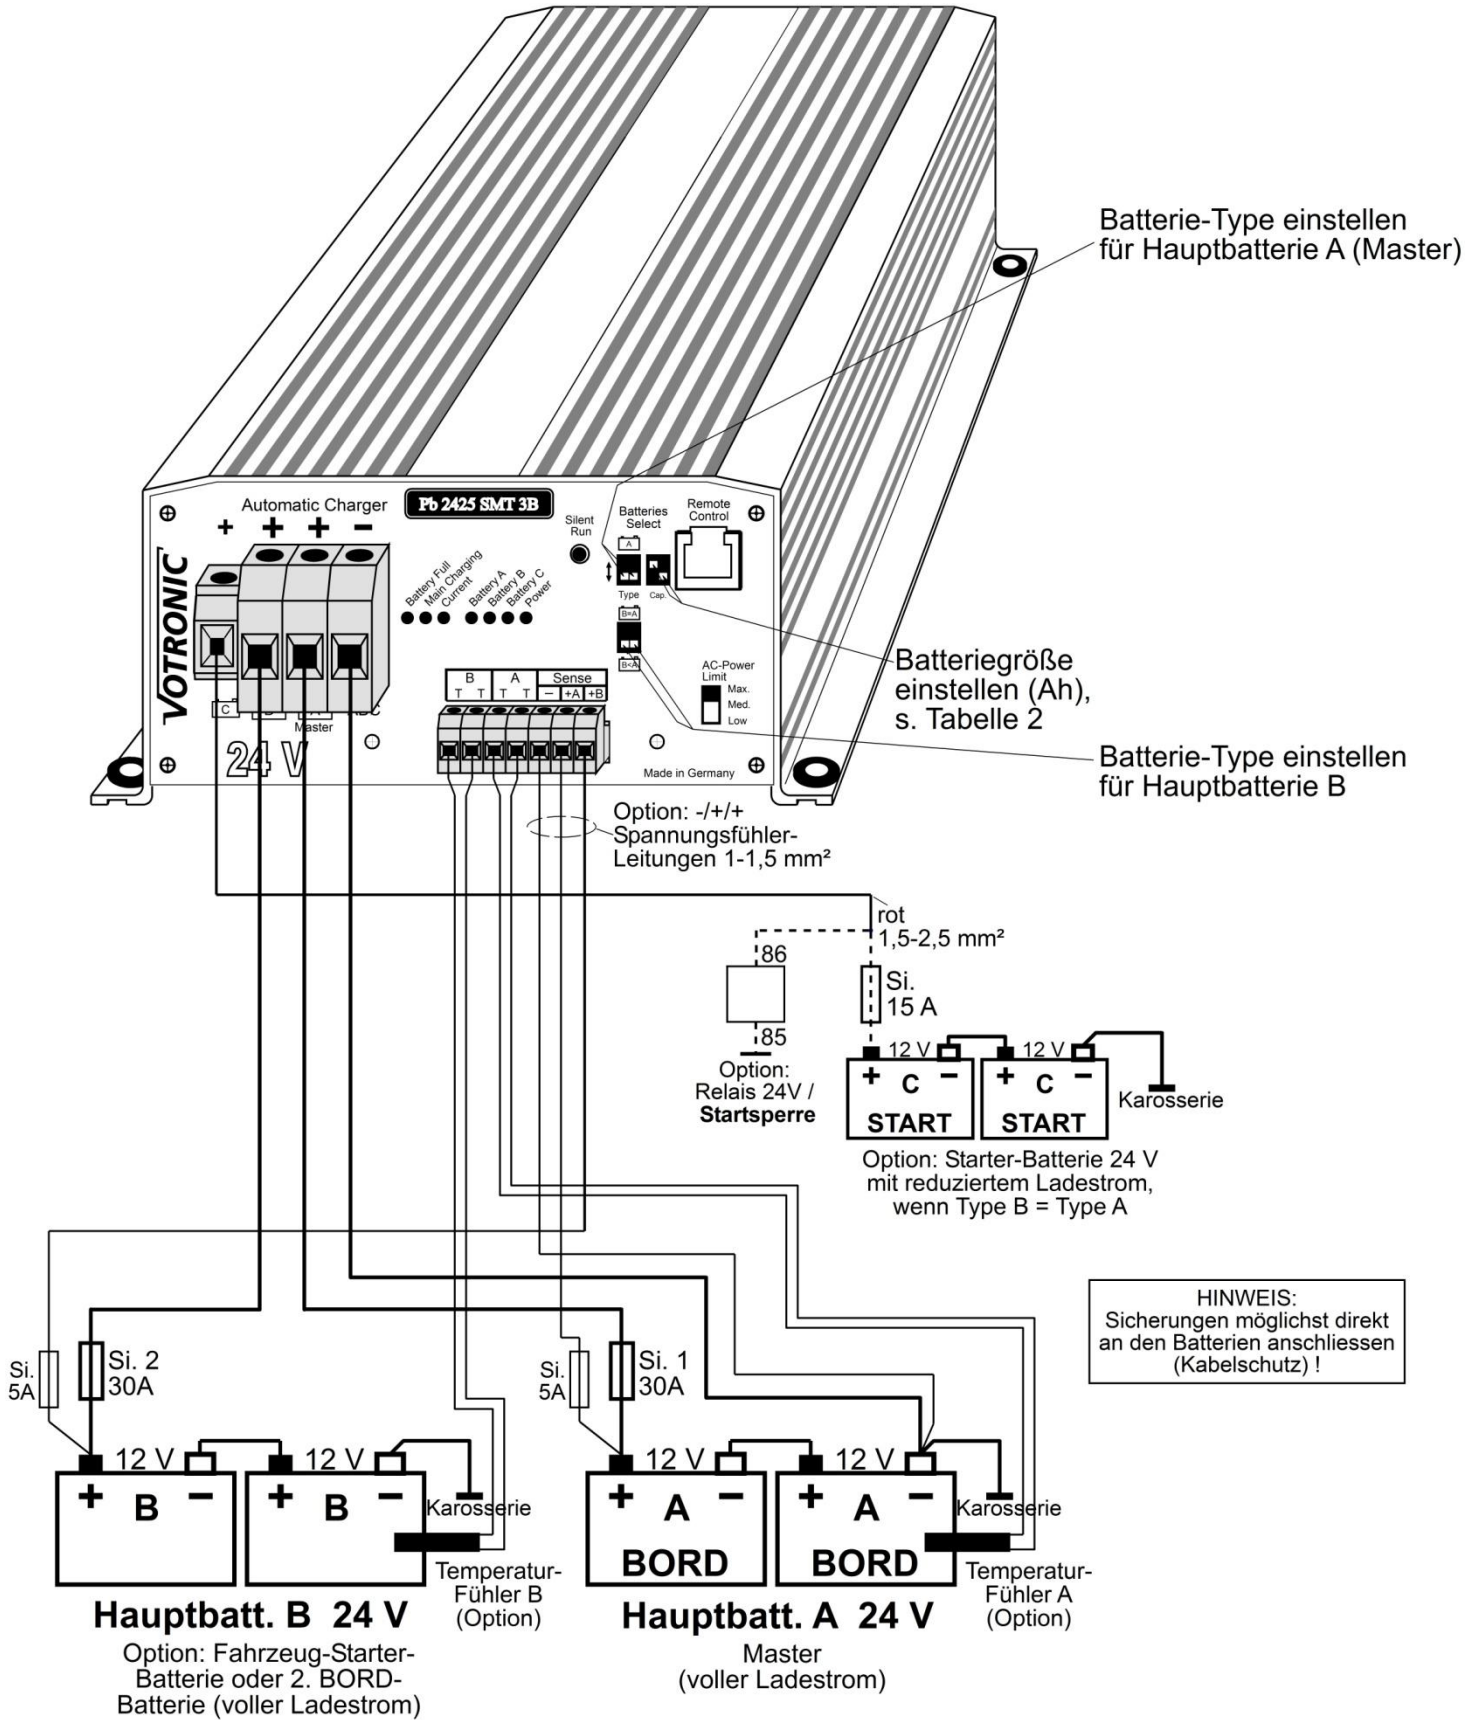 Batterie-Type einstellen
für Hauptbatterie A (Master)
Automatic Charger
Pb 2425 SMT 3B
+ + + −
Silent
Run
Batteries
Select
Remote
Control
A
Type
Cap.
B=A
B<A
VOTRONIC
Battery Full
Main Charging
Current
Battery A
Battery B
Battery C
Power
AC-Power
Limit
Max.
Med.
Low
B A Sense
T T T T − +A +B
C
Master
24 V
Made in Germany
Batteriegröße
einstellen (Ah),
s. Tabelle 2
Batterie-Type einstellen
für Hauptbatterie B
Option: -/+/+
Spannungsfühler-
Leitungen 1-1,5 mm²
rot
1,5-2,5 mm²
86
85
Option:
Relais 24V /
Startsperre
Si.
15 A
12 V
+ C −
START
12 V
+ C −
START
Karosserie
Option: Starter-Batterie 24 V
mit reduziertem Ladestrom,
wenn Type B = Type A
HINWEIS:
Sicherungen möglichst direkt
an den Batterien anschliessen
(Kabelschutz) !
Si.
5A
Si. 2
30A
Si.
5A
Si. 1
30A
12 V
+ B −
12 V
+ B −
Karosserie
Temperatur-
Fühler B
(Option)
Hauptbatt. B 24 V
Option: Fahrzeug-Starter-
Batterie oder 2. BORD-
Batterie (voller Ladestrom)
12 V
+ A −
BORD
12 V
+ A −
BORD
Karosserie
Temperatur-
Fühler A
(Option)
Hauptbatt. A 24 V
Master
(voller Ladestrom)